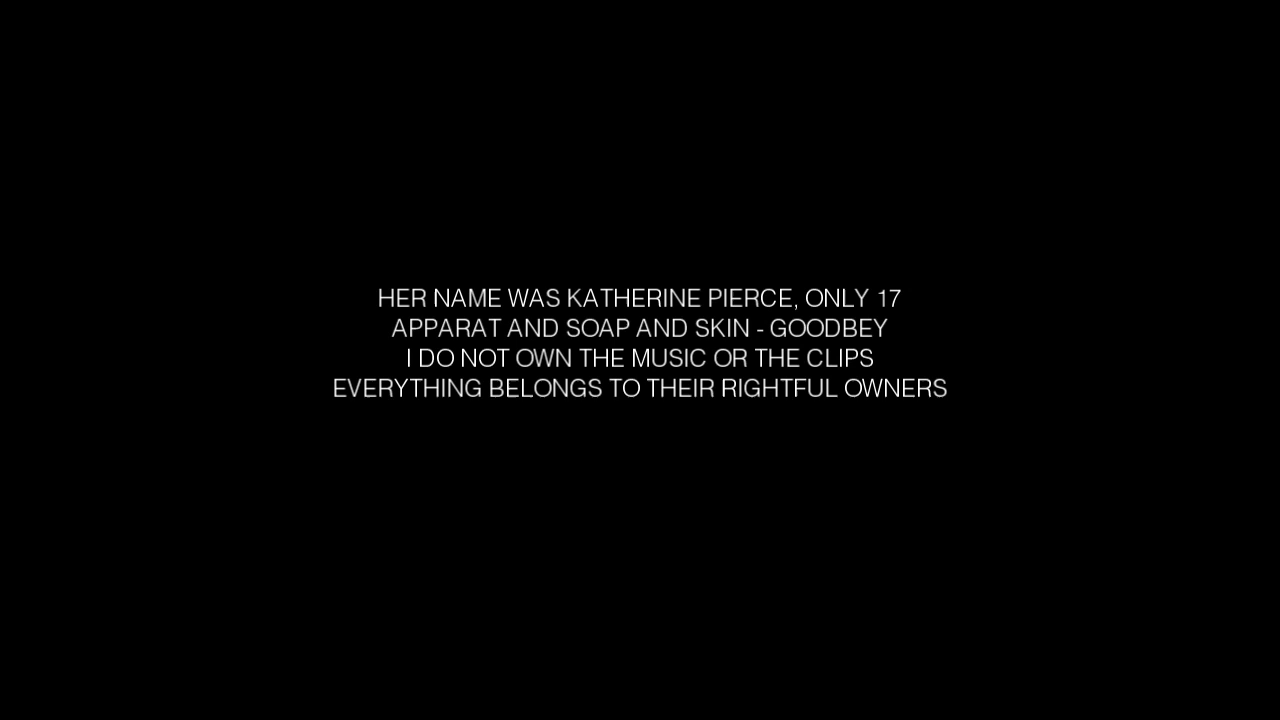 HER NAME WAS KATHERINE PIERCE, ONLY 17
APPARAT AND SOAP AND SKIN - GOODBEY
I DO NOT OWN THE MUSIC OR THE CLIPS
EVERYTHING BELONGS TO THEIR RIGHTFUL OWNERS